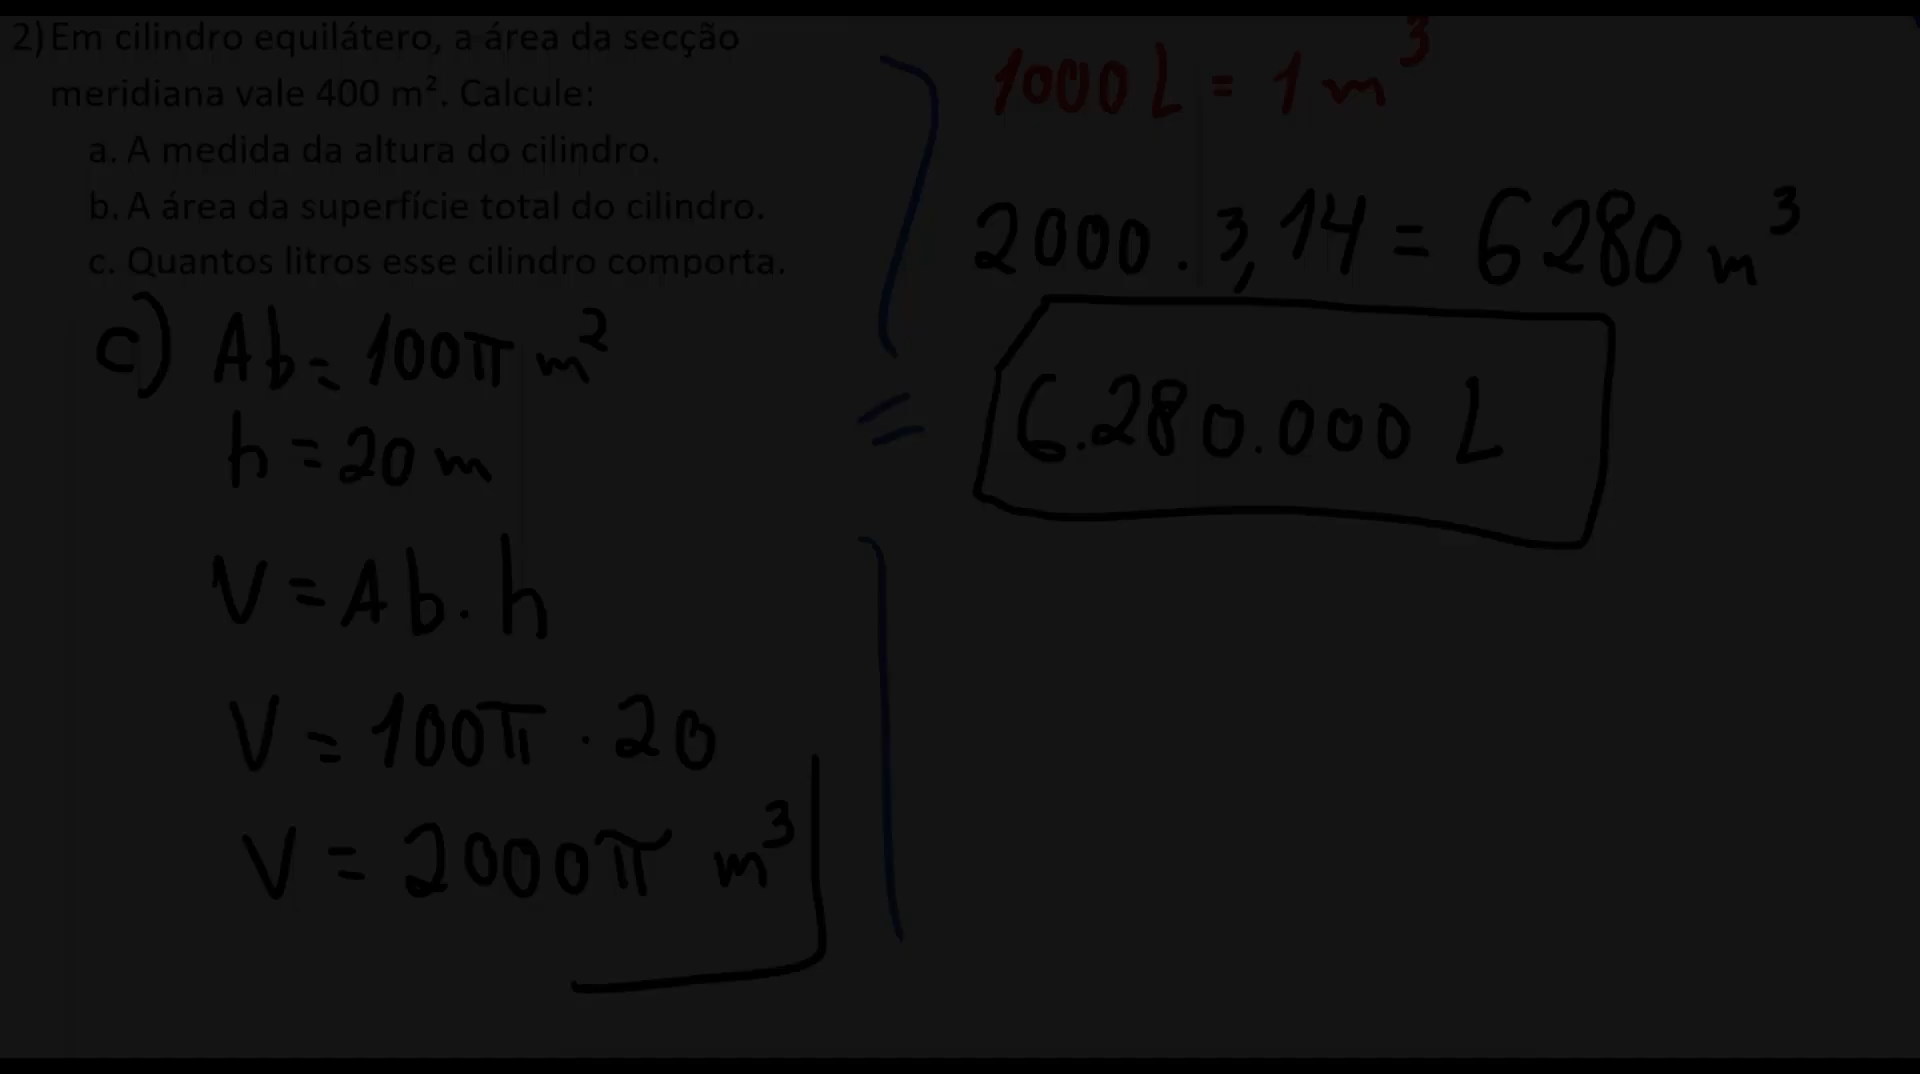 2) Em cilindro equilátero, a área da secção
meridiana vale 400 m². Calcule:
a. A medida da altura do cilindro.
b. A área da superfície total do cilindro.
c. Quantos litros esse cilindro comporta.
c) Ab = 100π m²
h = 20 m
V = Ab . h
V = 100π . 20
V = 2000π m³
1000 L = 1 m³
2000 . 3,14 = 6280 m³
= 6.280.000 L